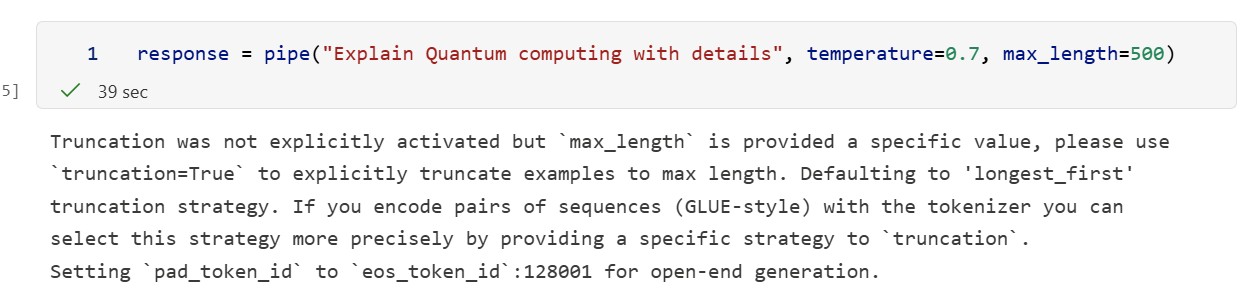 1 response = pipe("Explain Quantum computing with details", temperature=0.7, max_length=500)
5] 39 sec
Truncation was not explicitly activated but `max_length` is provided a specific value, please use
`truncation=True` to explicitly truncate examples to max length. Defaulting to 'longest_first'
truncation strategy. If you encode pairs of sequences (GLUE-style) with the tokenizer you can
select this strategy more precisely by providing a specific strategy to `truncation`.
Setting `pad_token_id` to `eos_token_id`:128001 for open-end generation.